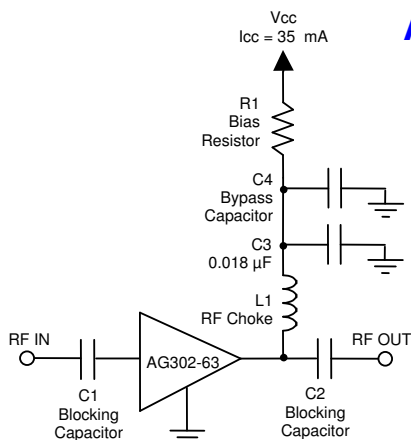 Vcc
Icc = 35 mA
R1
Bias
Resistor
C4
Bypass
Capacitor
C3
0.018 µF
L1
RF Choke
RF IN
AG302-63
RF OUT
C1
Blocking
Capacitor
C2
Blocking
Capacitor